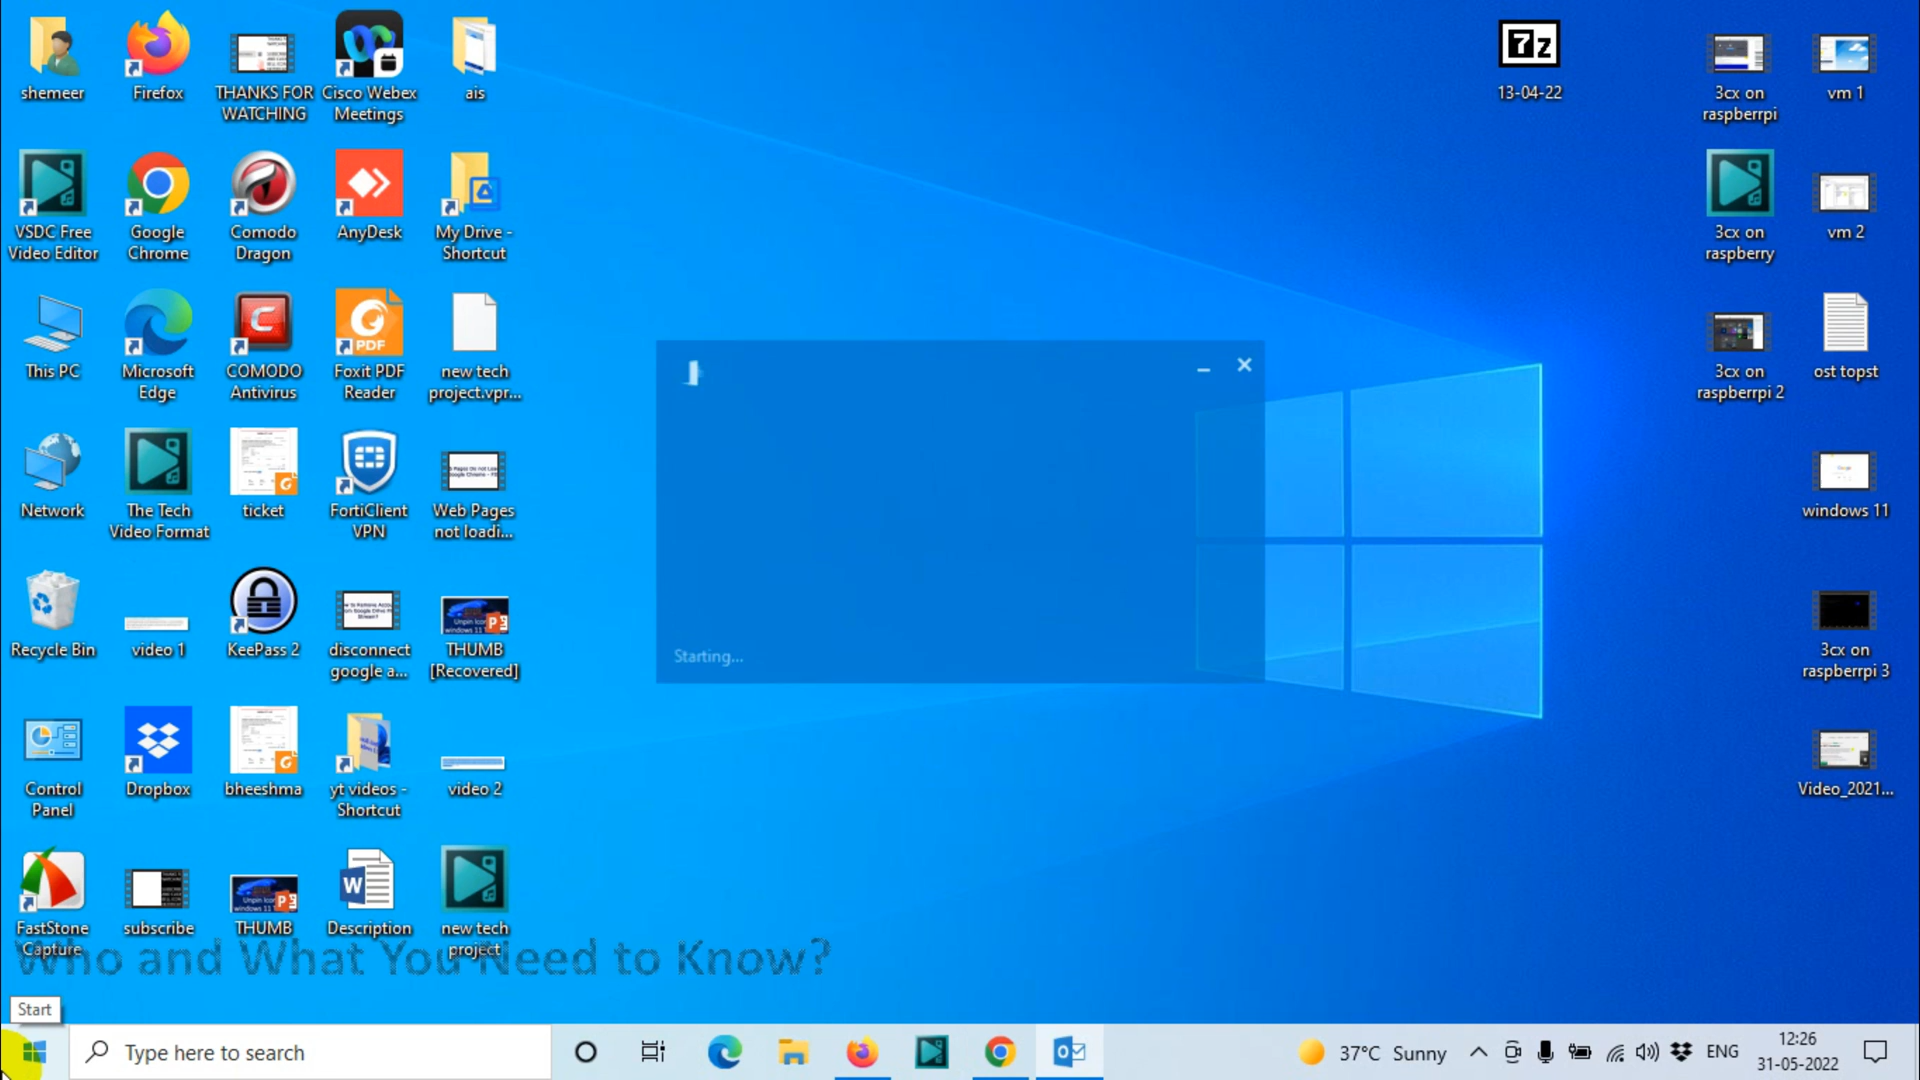 shemeer
Firefox
THANKS FOR
WATCHING
Cisco Webex
Meetings
ais
7z
13-04-22
3cx on
raspberrpi
vm 1
VSDC Free
Video Editor
Google
Chrome
Comodo
Dragon
AnyDesk
My Drive -
Shortcut
3cx on
raspberry
vm 2
This PC
Microsoft
Edge
COMODO
Antivirus
PDF
Foxit PDF
Reader
new tech
project.vpr...
3cx on
raspberrpi 2
ost topst
Network
The Tech
Video Format
ticket
FortiClient
VPN
Web Pages
not loadi...
windows 11
Recycle Bin
video 1
KeePass 2
disconnect
google a...
THUMB
[Recovered]
Starting...
3cx on
raspberrpi 3
Control
Panel
Dropbox
bheeshma
yt videos -
Shortcut
video 2
Video_2021...
FastStone
Capture
subscribe
THUMB
Description
new tech
project
Who and What You Need to Know?
Start
Type here to search
37°C Sunny
ENG
12:26
31-05-2022